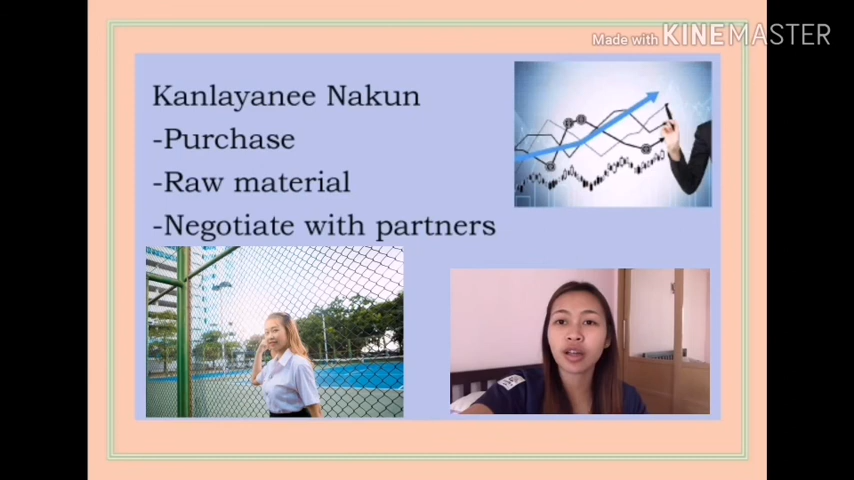 Made with KINEMASTER
Kanlayanee Nakun
-Purchase
-Raw material
-Negotiate with partners